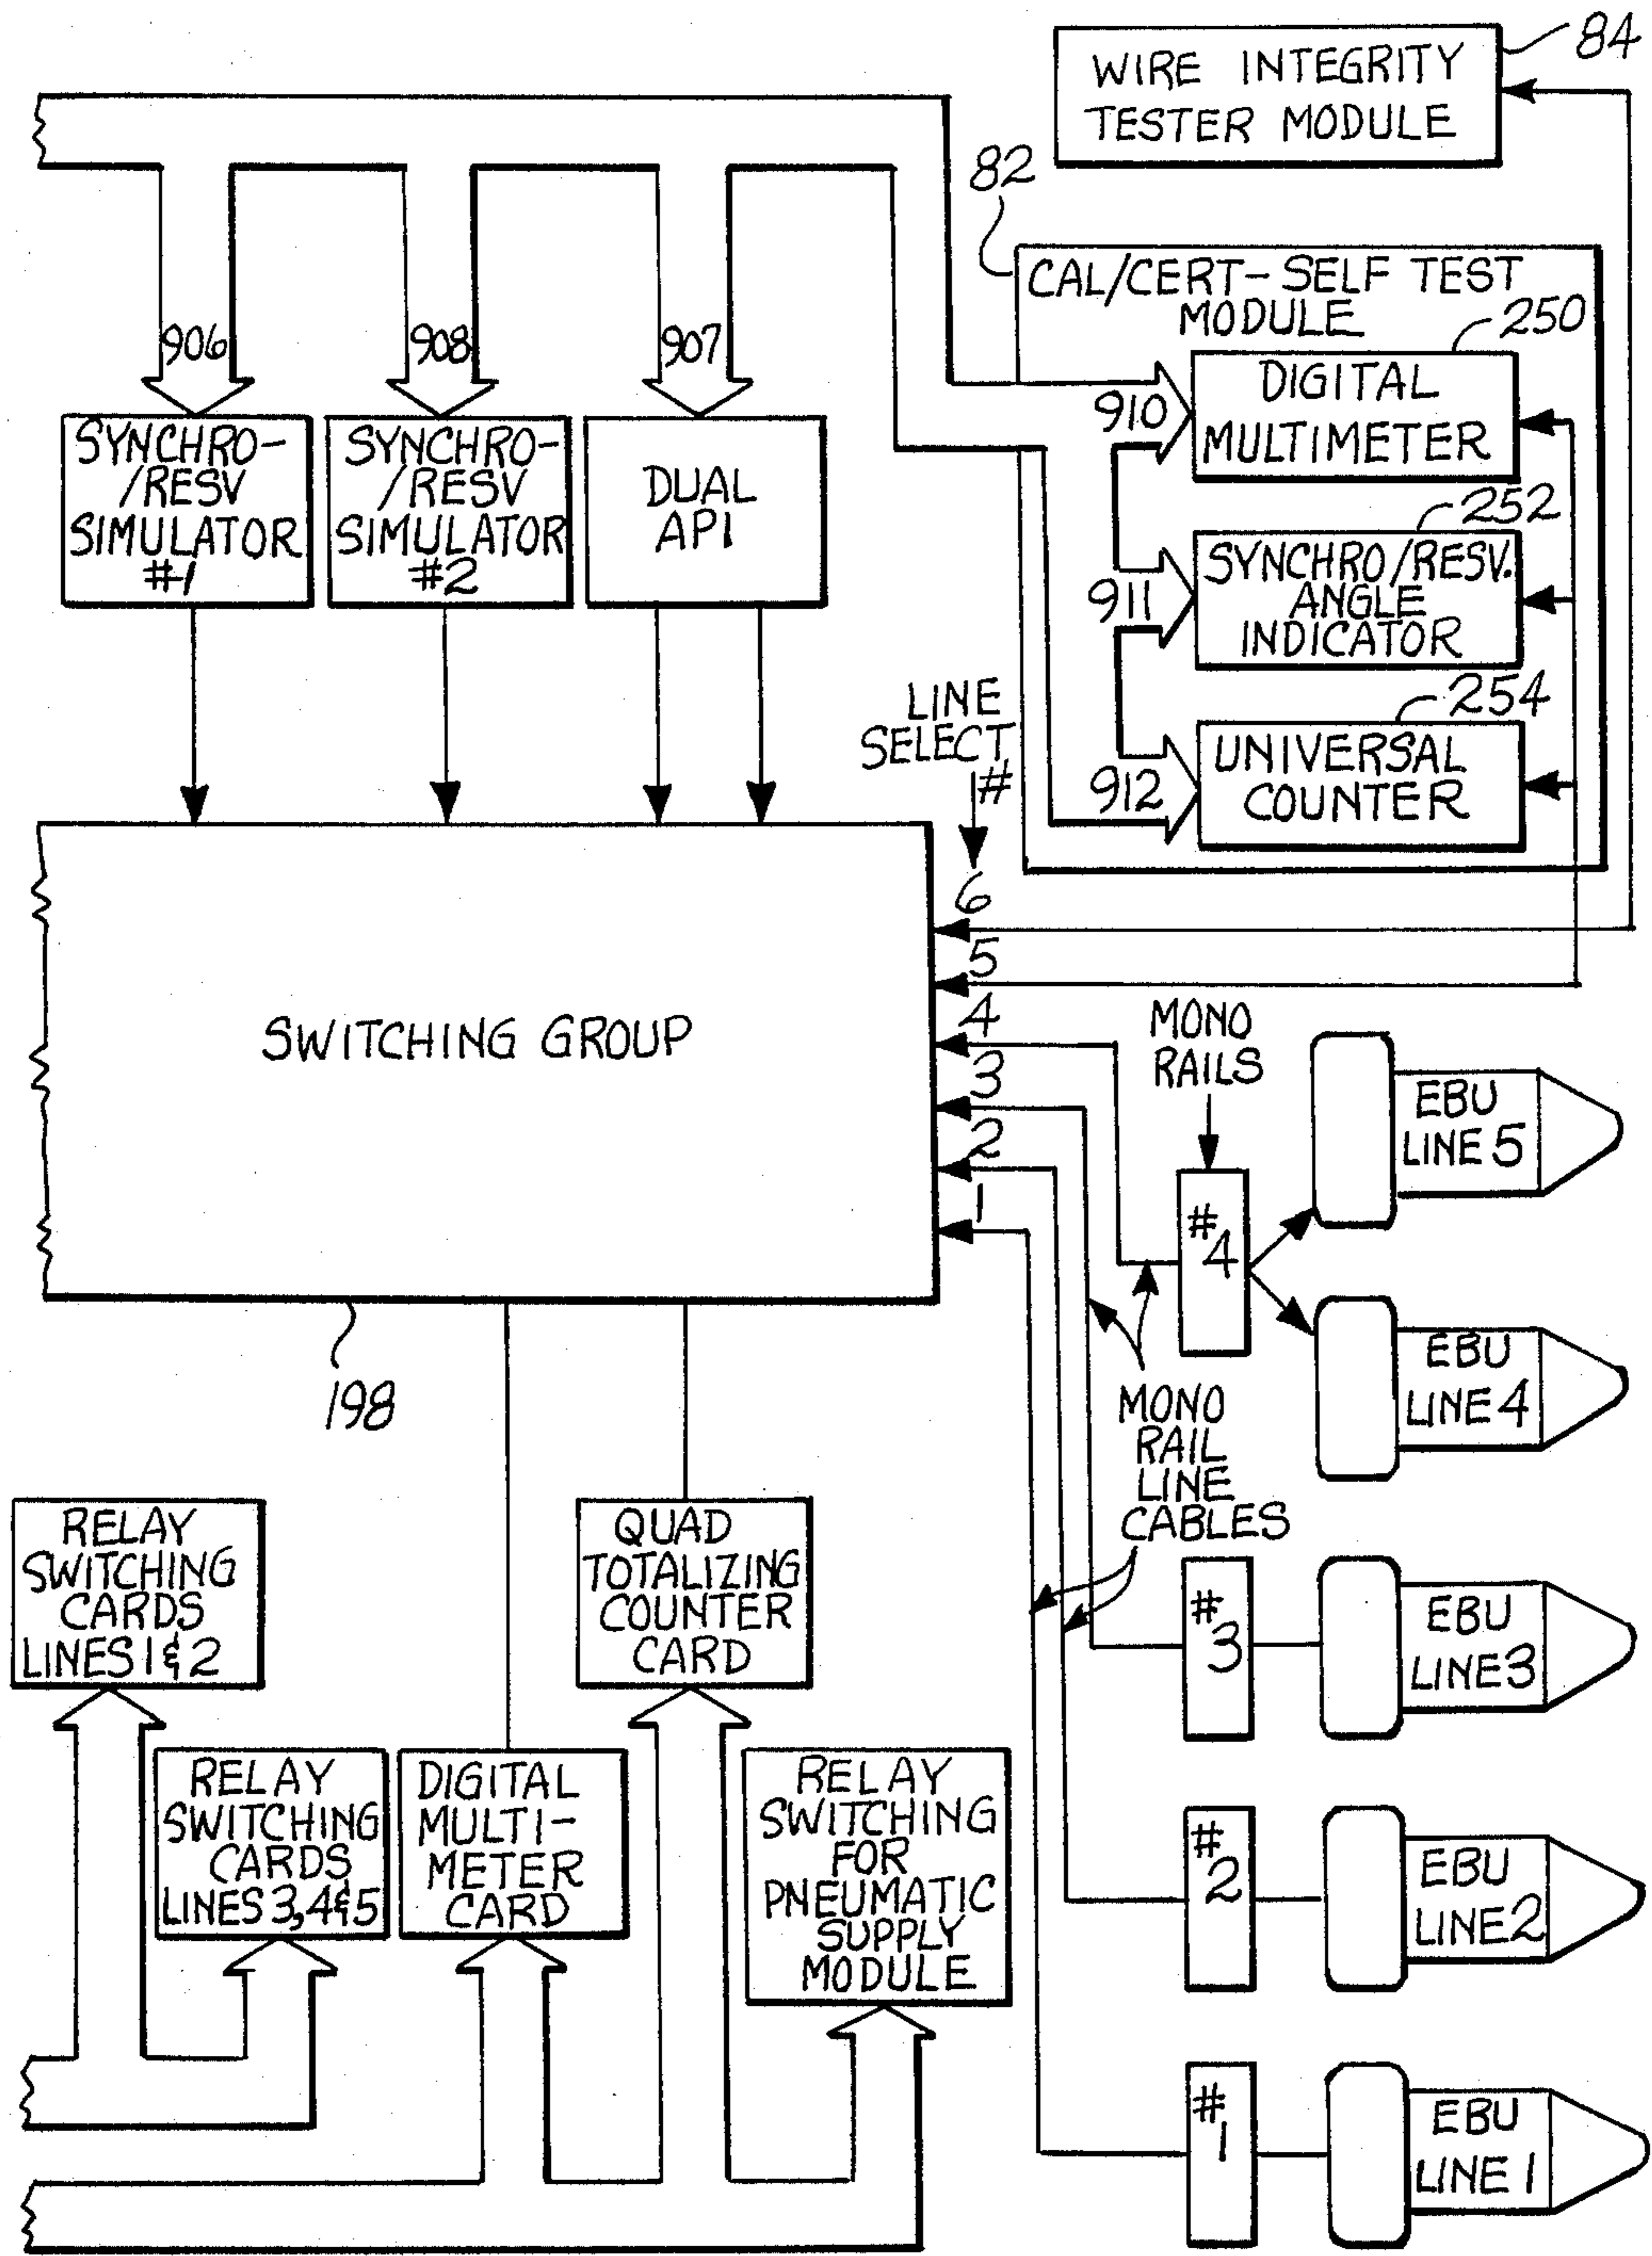 84
WIRE INTEGRITY
TESTER MODULE
82
CAL/CERT-SELF TEST
MODULE
250
906
908
907
910
DIGITAL
MULTIMETER
SYNCHRO-
/RESV
SIMULATOR
#1
SYNCHRO-
/RESV
SIMULATOR
#2
DUAL
API
252
911
SYNCHRO/RESV.
ANGLE
INDICATOR
254
LINE
SELECT
#
912
UNIVERSAL
COUNTER
6
5
4
3
2
1
SWITCHING GROUP
MONO
RAILS
#
4
EBU
LINE 5
EBU
LINE 4
198
MONO
RAIL
LINE
CABLES
RELAY
SWITCHING
CARDS
LINES 1 & 2
QUAD
TOTALIZING
COUNTER
CARD
#
3
EBU
LINE 3
RELAY
SWITCHING
CARDS
LINES 3, 4 & 5
DIGITAL
MULTI-
METER
CARD
RELAY
SWITCHING
FOR
PNEUMATIC
SUPPLY
MODULE
#
2
EBU
LINE 2
#
1
EBU
LINE 1